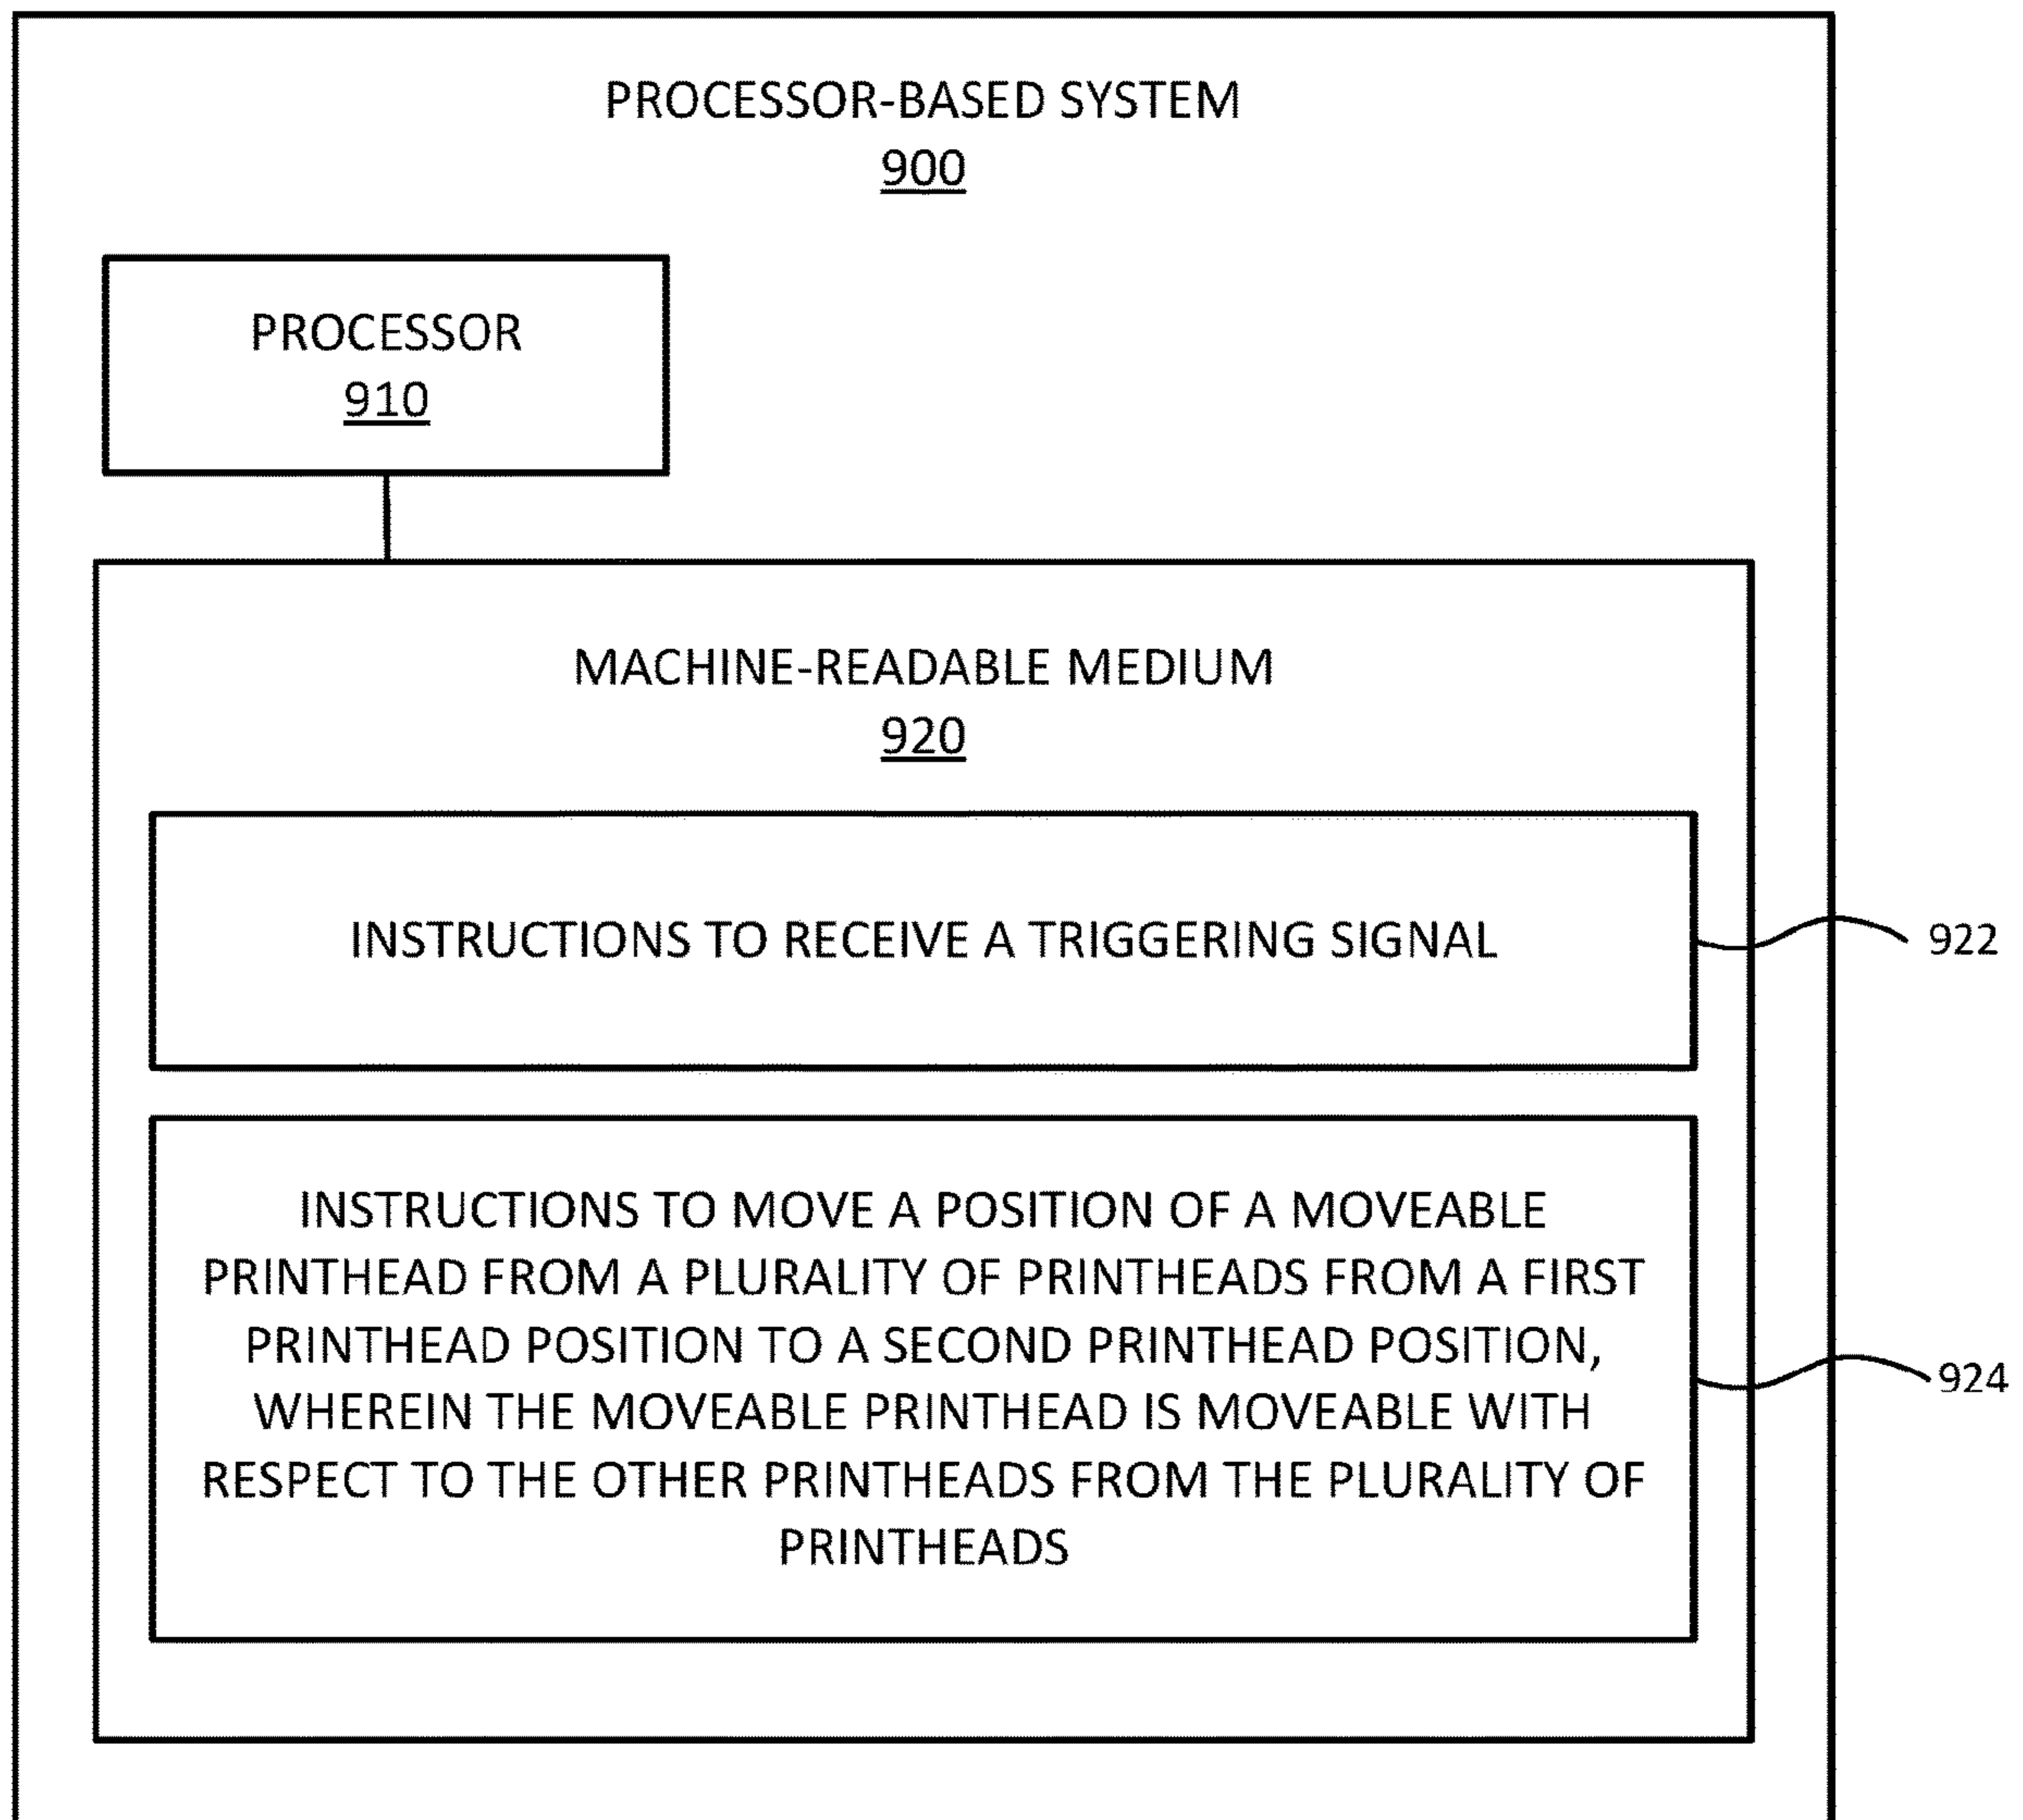 PROCESSOR-BASED SYSTEM
900
PROCESSOR
910
MACHINE-READABLE MEDIUM
920
INSTRUCTIONS TO RECEIVE A TRIGGERING SIGNAL
922
INSTRUCTIONS TO MOVE A POSITION OF A MOVEABLE
PRINTHEAD FROM A PLURALITY OF PRINTHEADS FROM A FIRST
PRINTHEAD POSITION TO A SECOND PRINTHEAD POSITION,
WHEREIN THE MOVEABLE PRINTHEAD IS MOVEABLE WITH
RESPECT TO THE OTHER PRINTHEADS FROM THE PLURALITY OF
PRINTHEADS
924